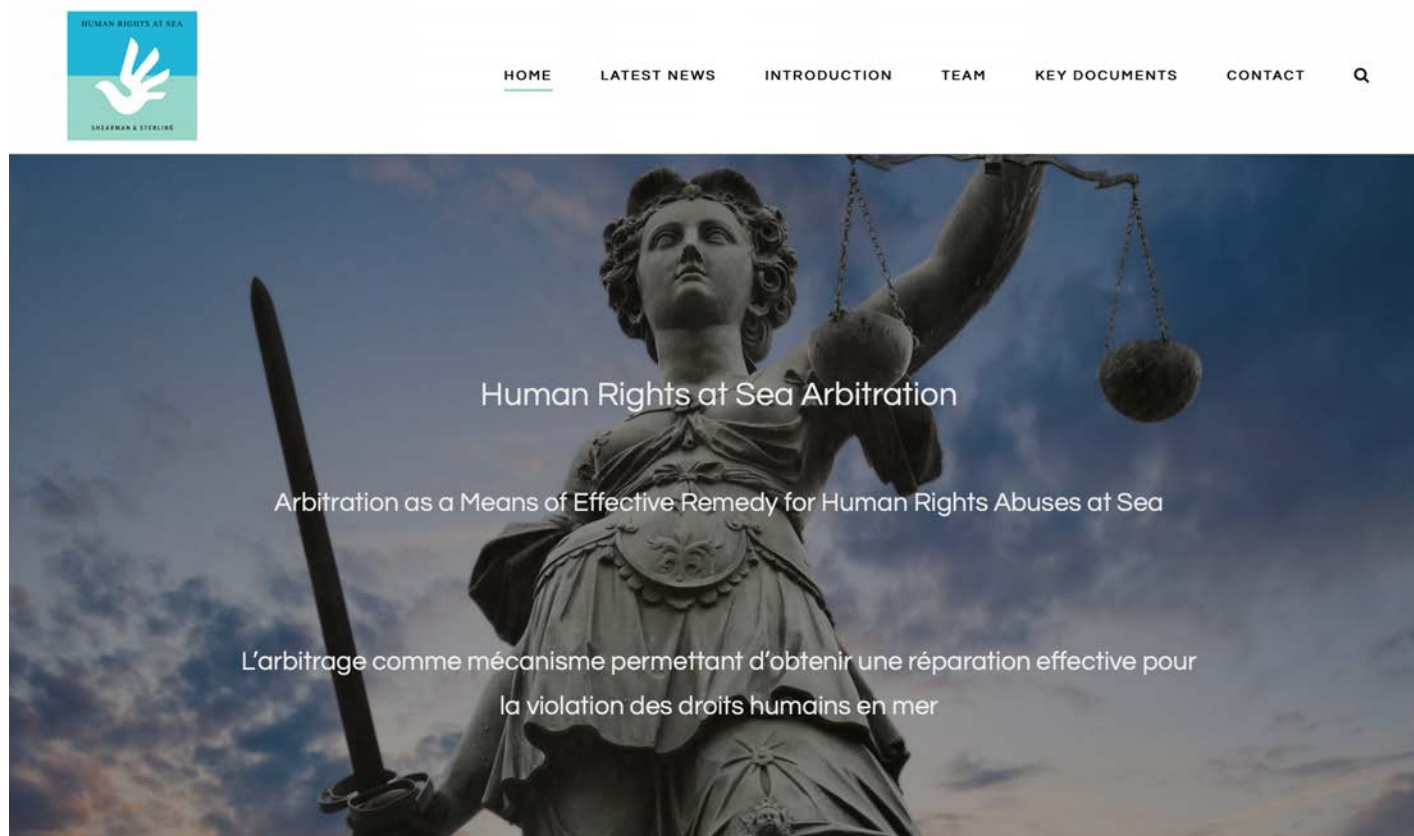 HUMAN RIGHTS AT SEA
SHEARMAN & STERLING
HOME
LATEST NEWS
INTRODUCTION
TEAM
KEY DOCUMENTS
CONTACT
Human Rights at Sea Arbitration
Arbitration as a Means of Effective Remedy for Human Rights Abuses at Sea
L’arbitrage comme mécanisme permettant d’obtenir une réparation effective pour
la violation des droits humains en mer